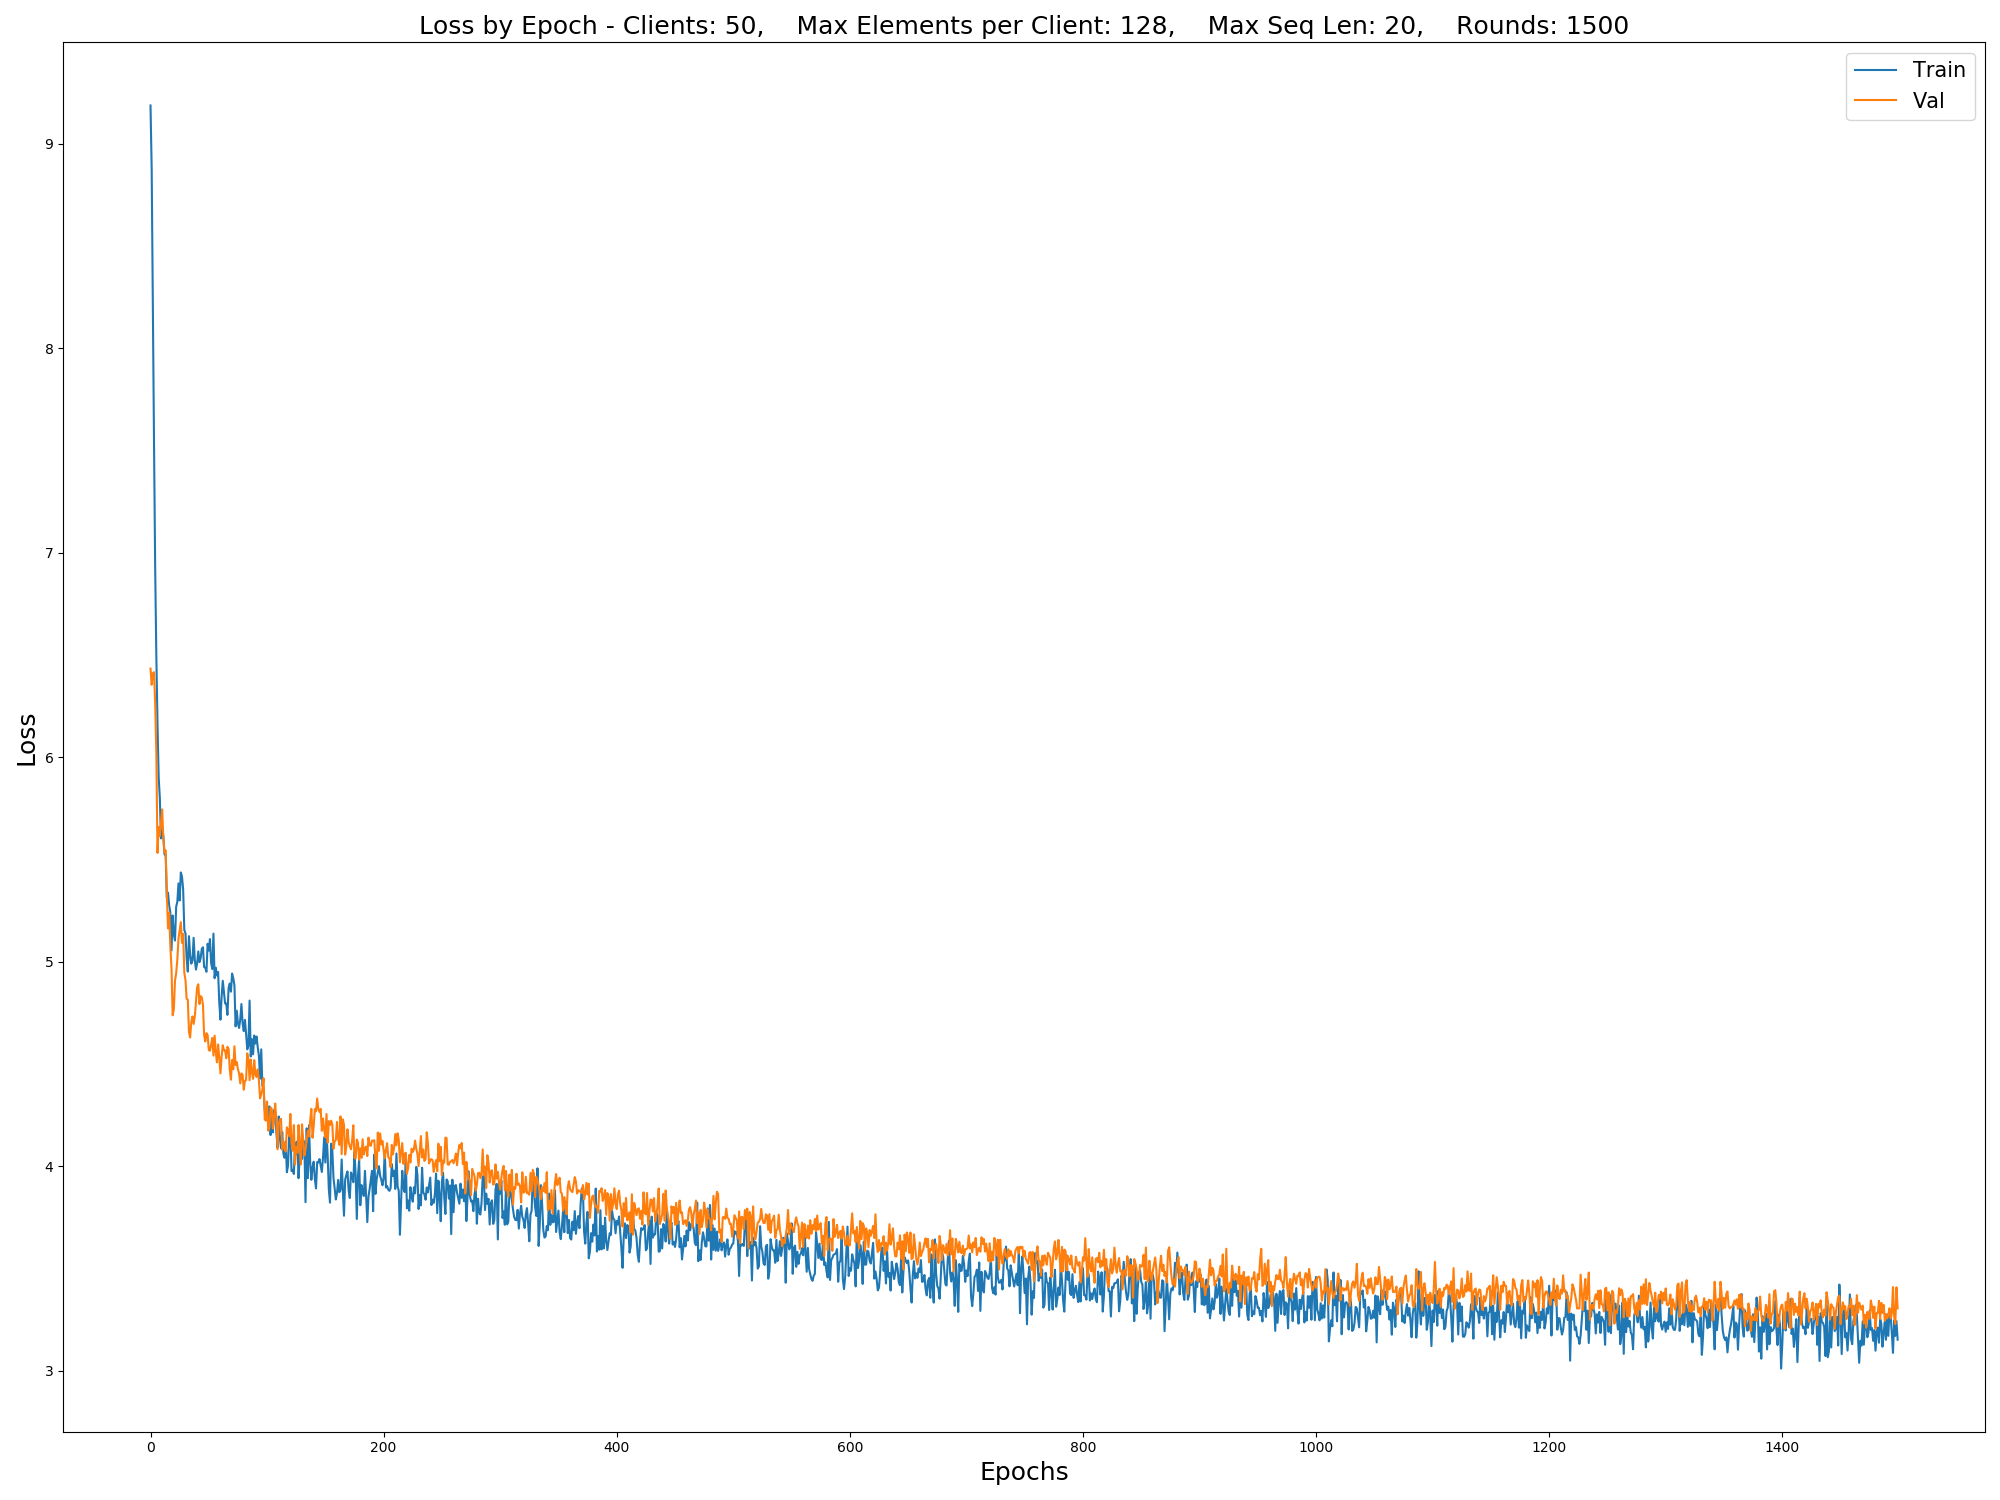 Loss by Epoch - Clients: 50,    Max Elements per Client: 128,    Max Seq Len: 20,    Rounds: 1500
Train
Val
9
8
7
6
5
4
3
Loss
0 200 400 600 800 1000 1200 1400
Epochs